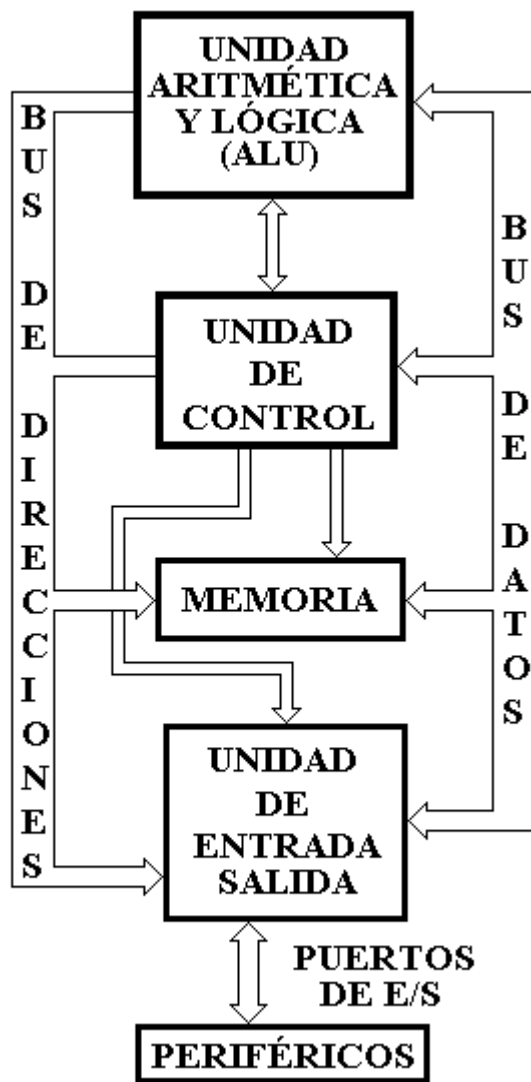 UNIDAD
ARITMÉTICA
Y LÓGICA
(ALU)
BUS DE DIRECCIONES
BUS DE DATOS
UNIDAD
DE
CONTROL
MEMORIA
UNIDAD
DE
ENTRADA
SALIDA
PUERTOS
DE E/S
PERIFÉRICOS